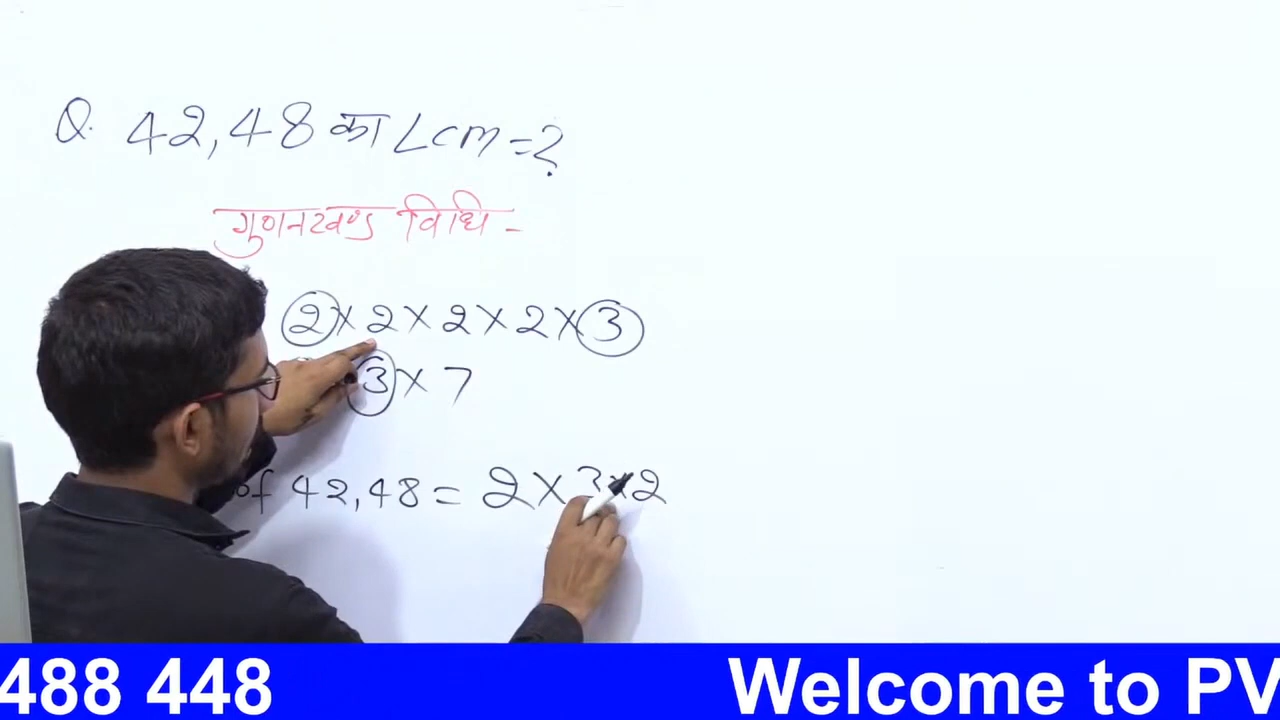 Q. 42,48 का LCM = ?
गुणनखण्ड विधि -
2 × 2 × 2 × 2 × 3
3 × 7
of 42,48 = 2 × 3 × 2
488 448
Welcome to PV